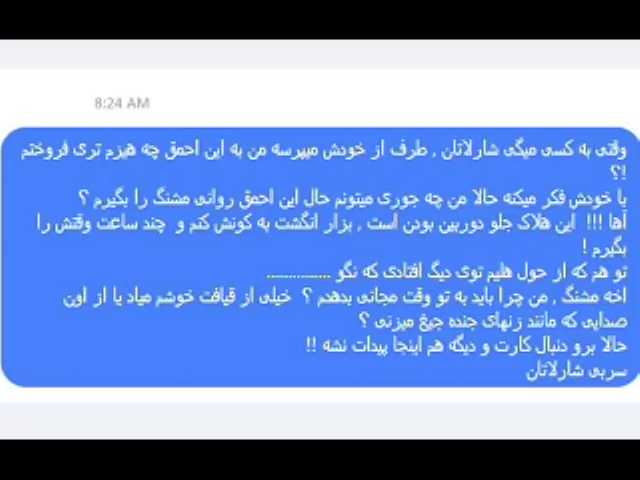 8:24 AM
وقتی به کسی میگی شارلاتان , طرف از خودش میپرسه من به این احمق چه هیزم تری فروختم
!؟
با خودش فکر میکنه حالا من چه جوری میتونم حال این احمق روانی مشنگ را بگیرم ؟
آها !!! این هلاک جلو دوربین بودن است , بزار انگشت به کونش کنم و چند ساعت وقتش را
بگیرم !
تو هم که از حول هلیم توی دیگ افتادی که نگو ................
اخه مشنگ , من چرا باید به تو وقت مجانی بدهم ؟ خیلی از قیافت خوشم میاد یا از اون
صدایی که مانند زنهای جنده جیغ میزنی ؟
حالا برو دنبال کارت و دیگه هم اینجا پیدات نشه !!
سربی شارلاتان